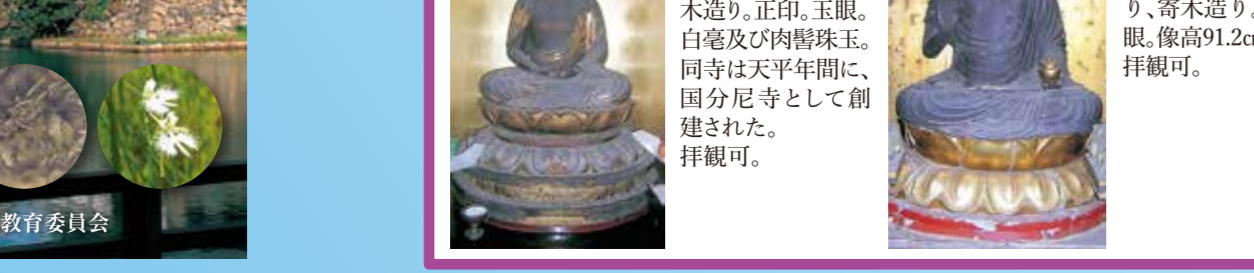 教育委員会
木造り。正印。玉眼。
白毫及び肉髻珠玉。
同寺は天平年間に、
国分尼寺として創
建された。
拝観可。
り、寄木造り。
眼。像高91.2cm
拝観可。